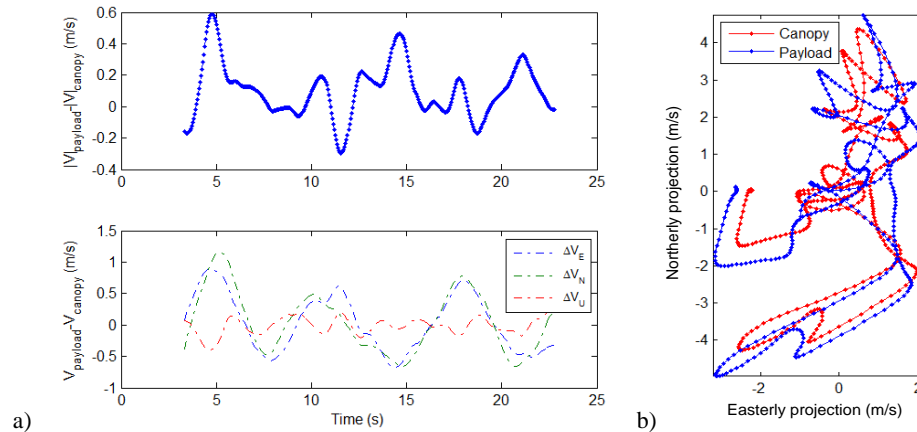 |V|payload-|V|canopy (m/s)
0.6
0.4
0.2
0
-0.2
-0.4
0 5 10 15 20 25
Vpayload-Vcanopy (m/s)
1.5
1
0.5
0
-0.5
-1
ΔVE
ΔVN
ΔVU
0 5 10 15 20 25
Time (s)
a)
Northerly projection (m/s)
Canopy
Payload
4
3
2
1
0
-1
-2
-3
-4
-2 0 2
Easterly projection (m/s)
b)